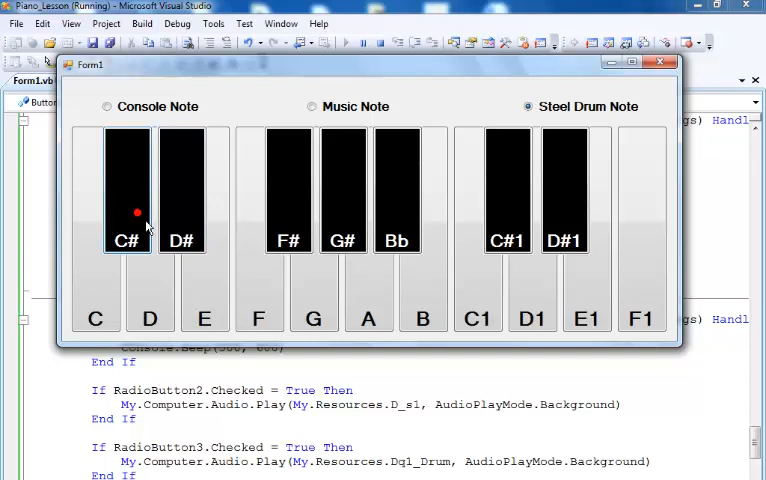 Piano_Lesson (Running) - Microsoft Visual Studio
File Edit View Project Build Debug Tools Test Window Help
Form1.vb
Form1
Button
Console Note Music Note Steel Drum Note
gs) Handl
C# D# F# G# Bb C#1 D#1
C D E F G A B C1 D1 E1 F1
gs) Handl
End If
If RadioButton2.Checked = True Then
My.Computer.Audio.Play(My.Resources.D_s1, AudioPlayMode.Background)
End If
If RadioButton3.Checked = True Then
My.Computer.Audio.Play(My.Resources.Dq1_Drum, AudioPlayMode.Background)
End If